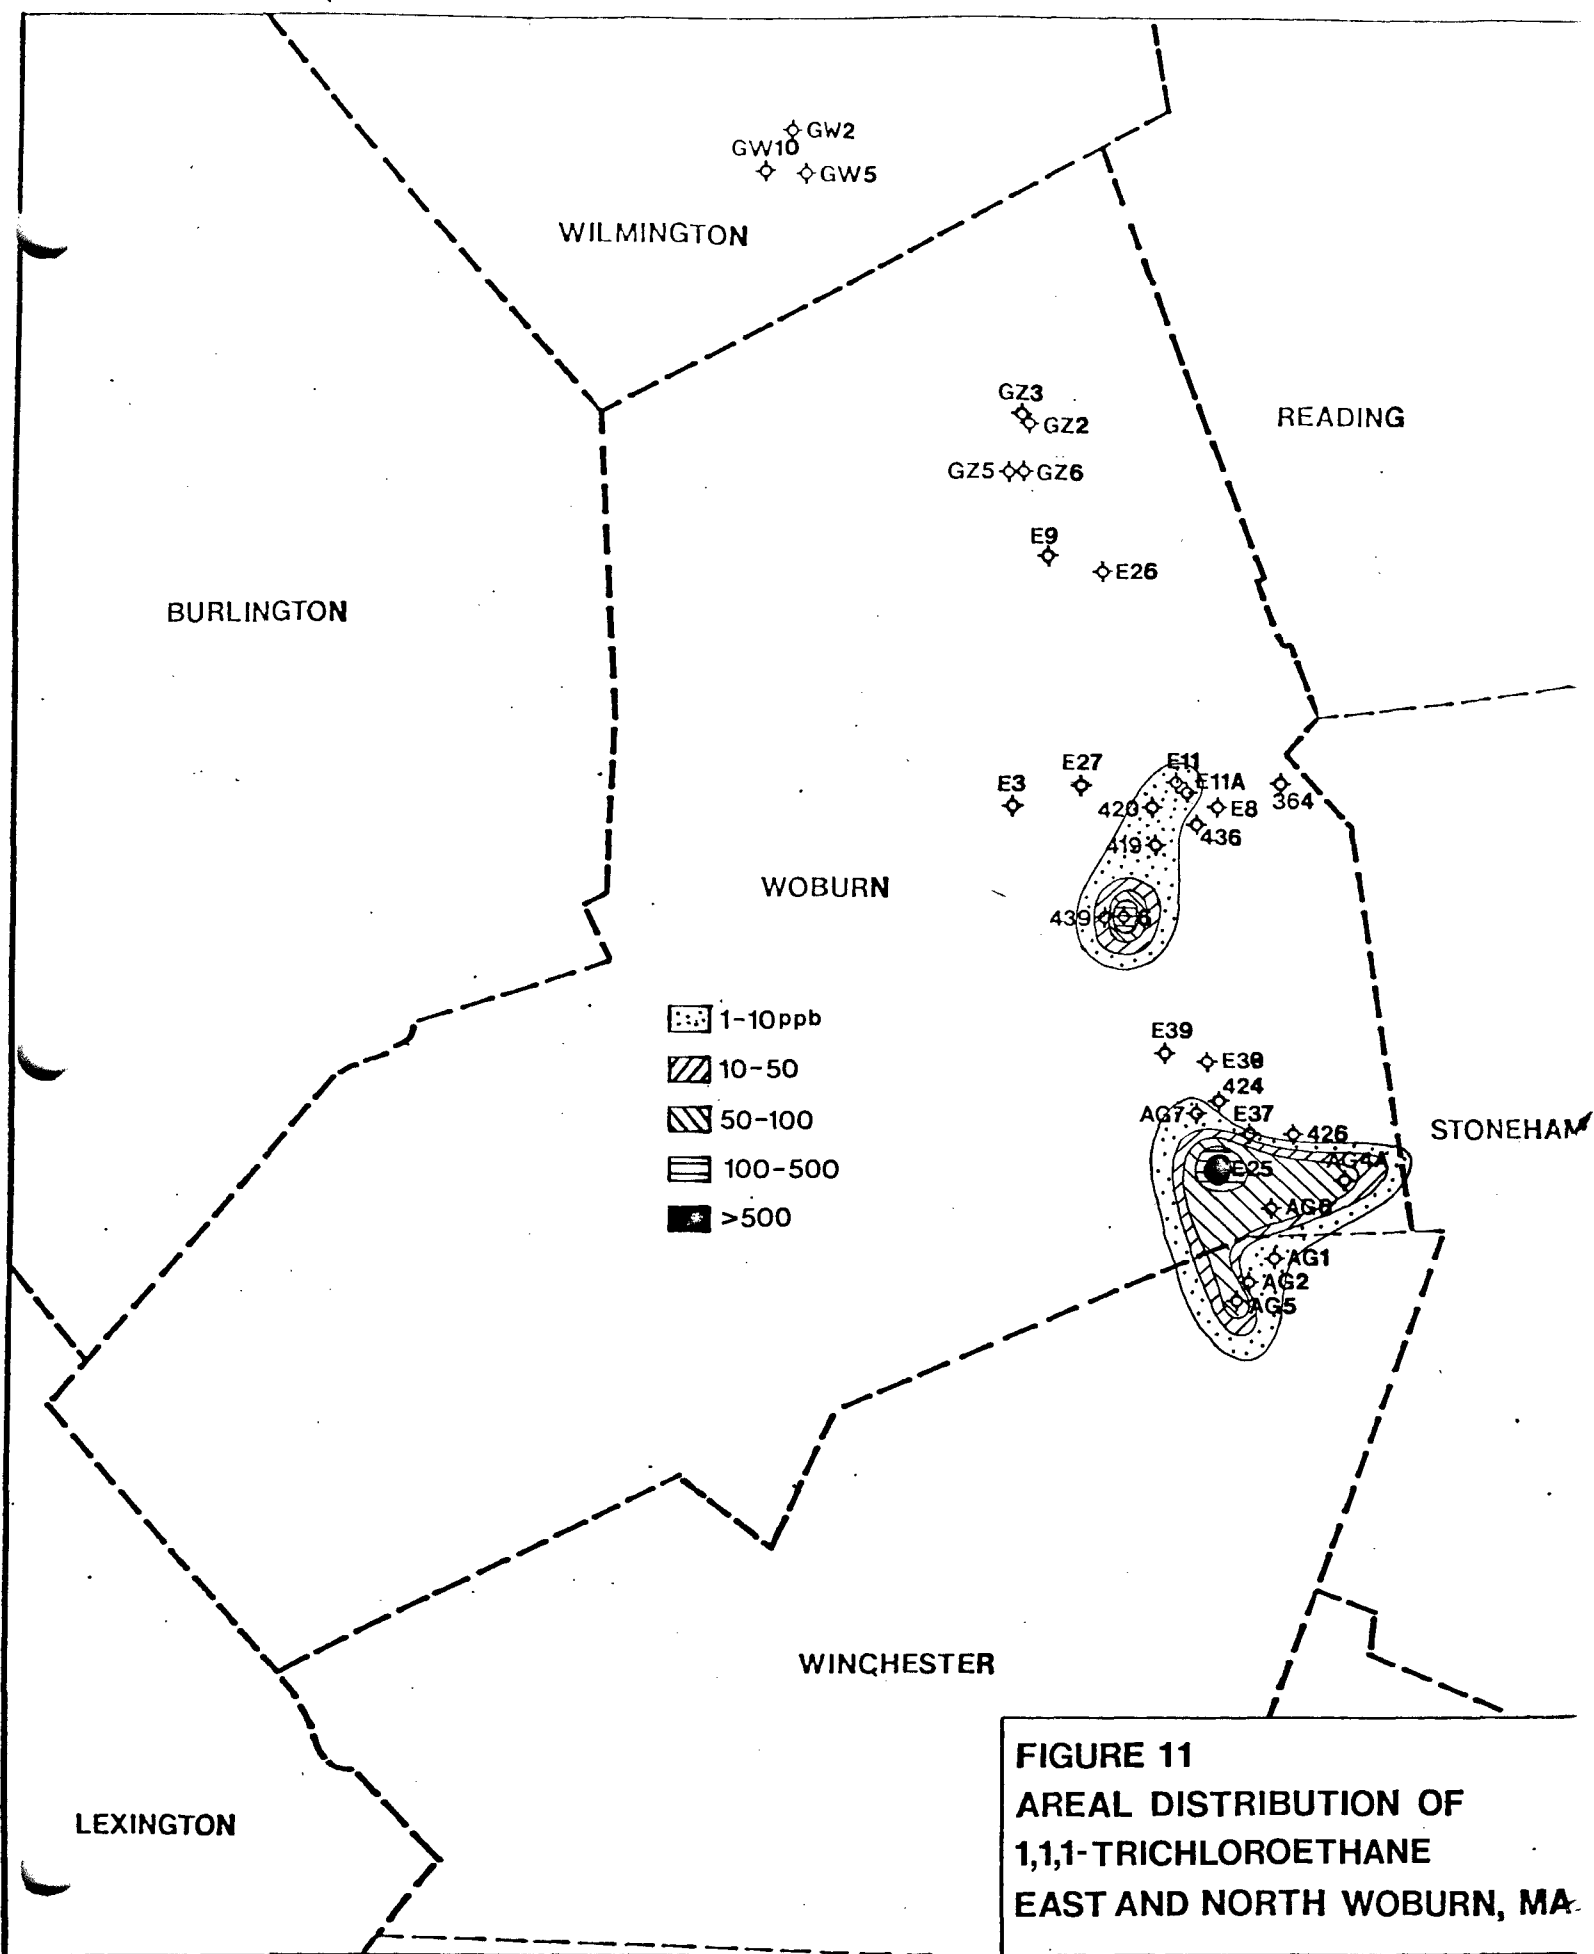 GW2
GW10
GW5
WILMINGTON
GZ3
GZ2
READING
GZ5
GZ6
E9
E26
BURLINGTON
E11
E27
E11A
E3
364
420
E8
436
419
WOBURN
439
6
1-10ppb
10-50
50-100
100-500
>500
E39
E38
424
AG7
E37
426
STONEHAM
AG4A
E25
AG6
AG1
AG2
AG5
WINCHESTER
LEXINGTON
FIGURE 11
AREAL DISTRIBUTION OF
1,1,1-TRICHLOROETHANE
EAST AND NORTH WOBURN, MA